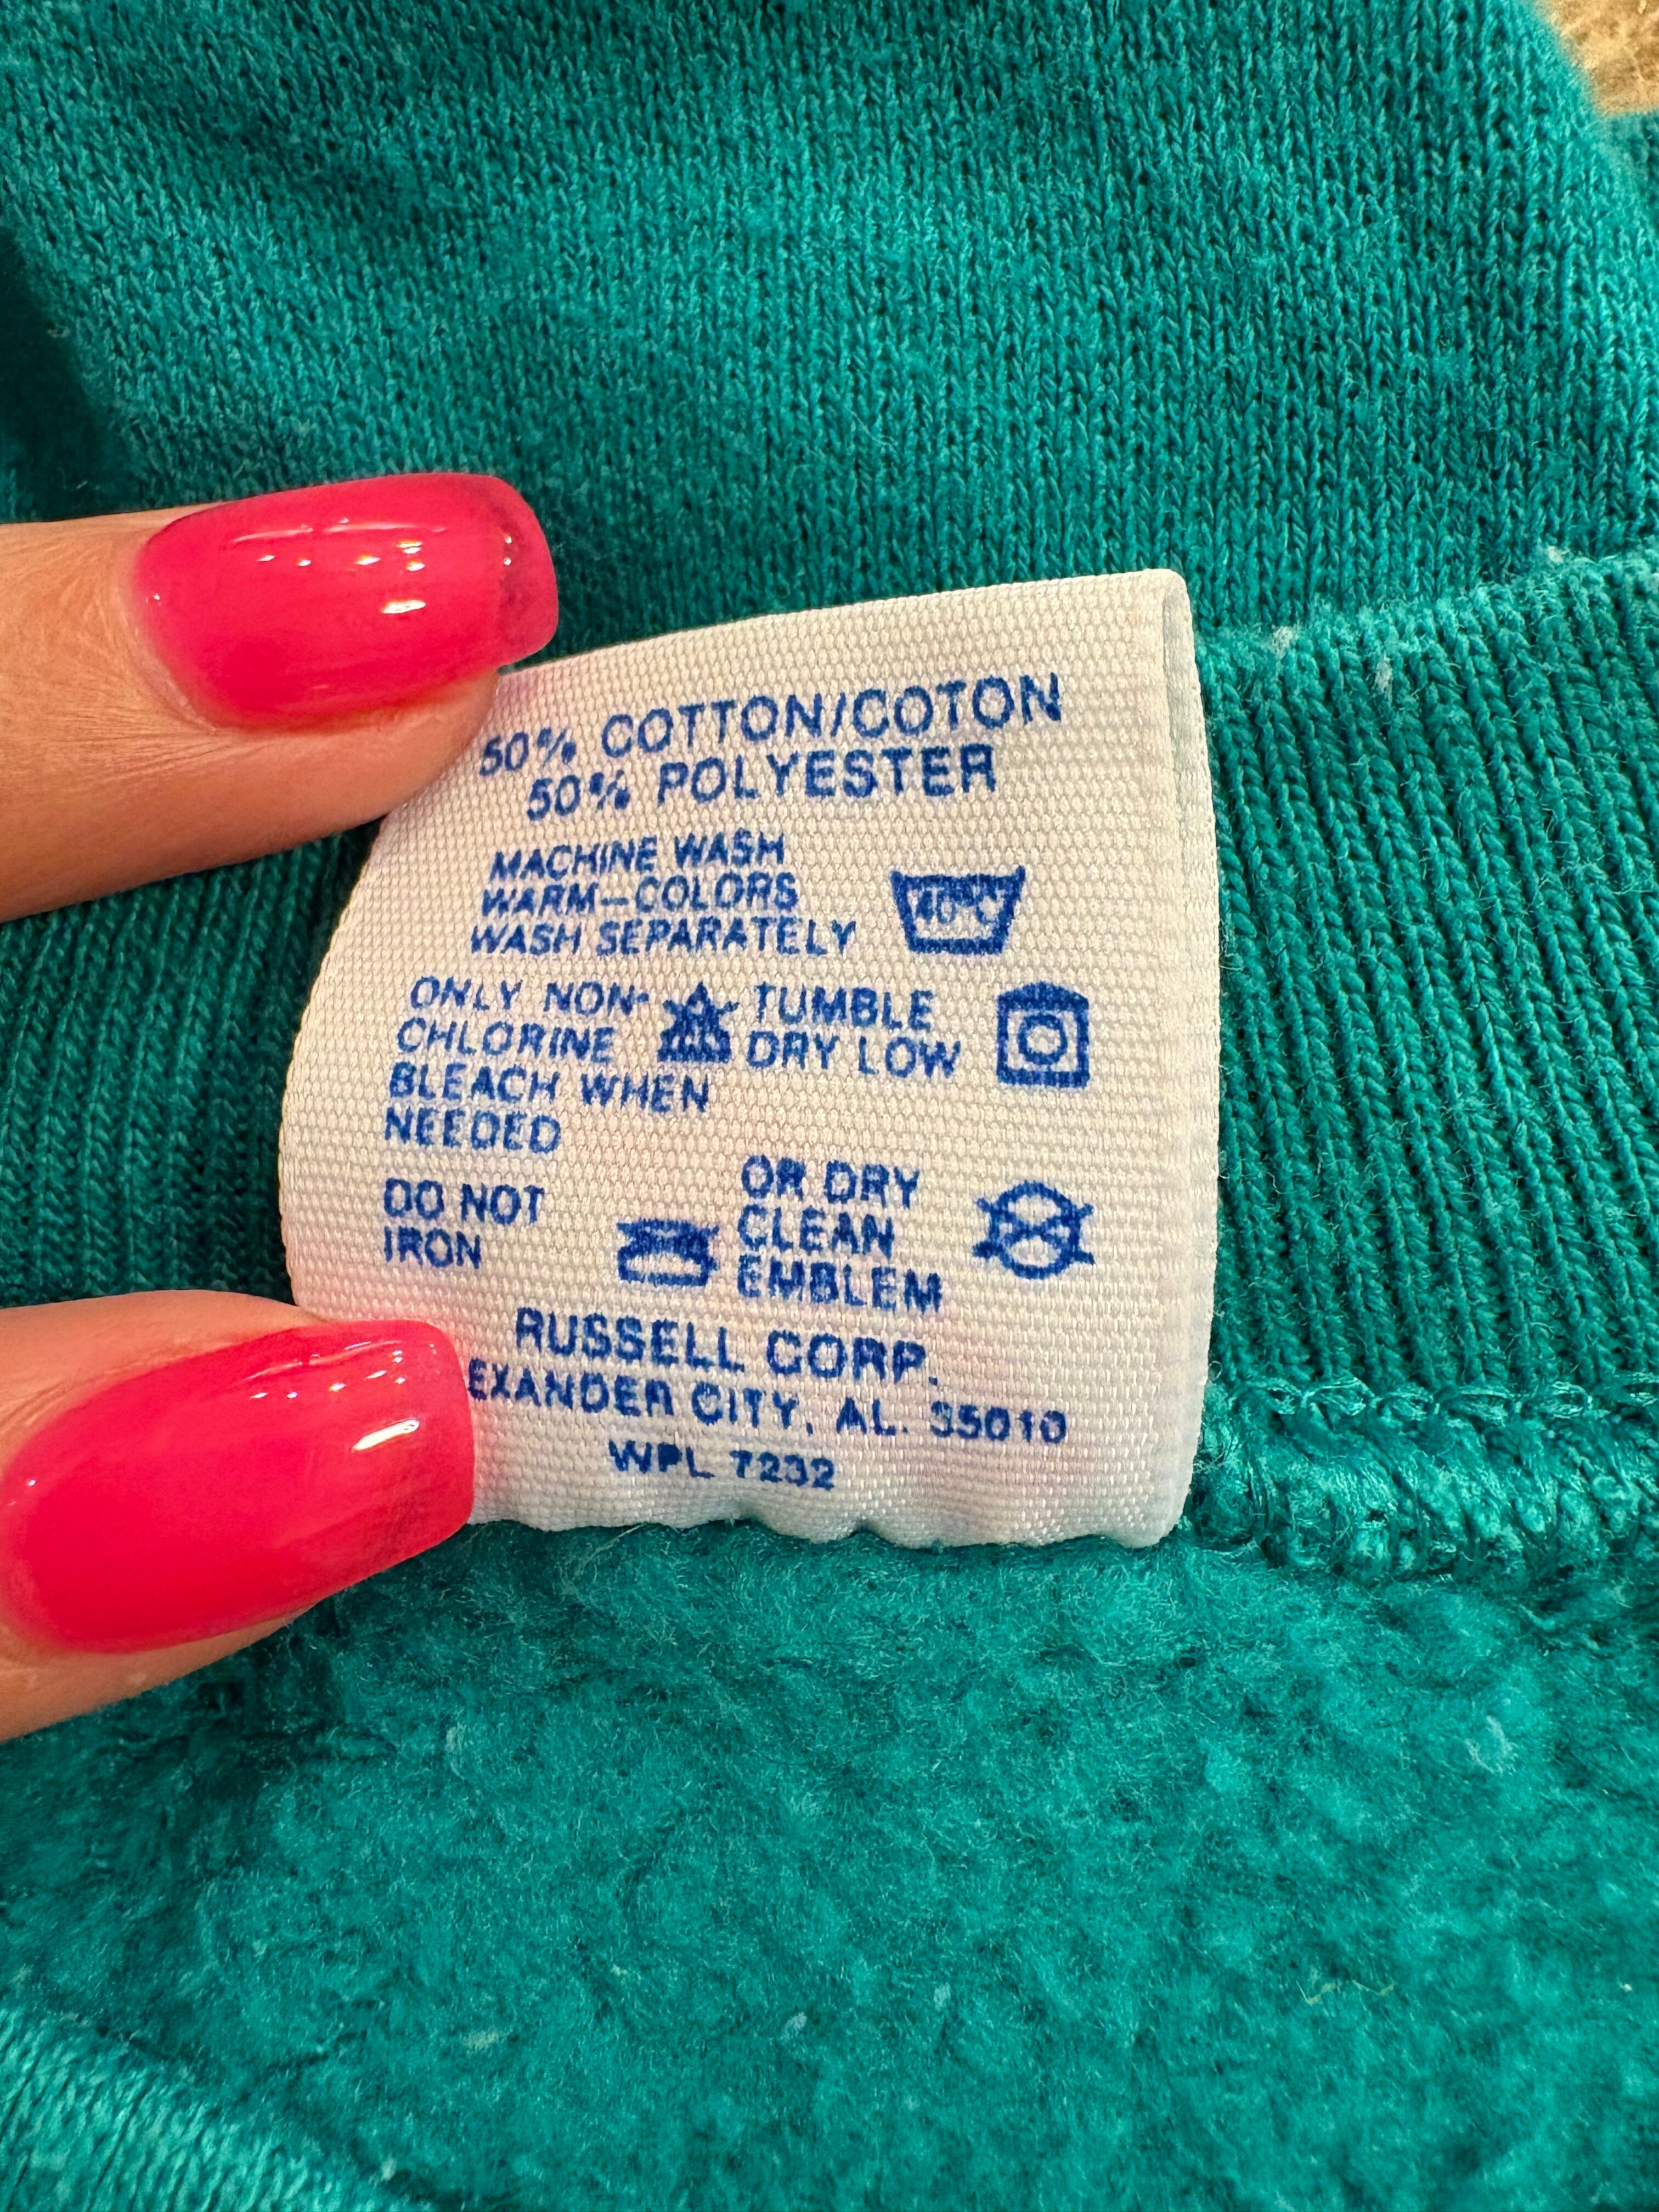 50% COTTON/COTON
50% POLYESTER
MACHINE WASH
WARM-COLORS
WASH SEPARATELY
40°C
ONLY NON-
CHLORINE
BLEACH WHEN
NEEDED
TUMBLE
DRY LOW
DO NOT
IRON
OR DRY
CLEAN
EMBLEM
RUSSELL CORP.
EXANDER CITY, AL. 35010
WPL 7232